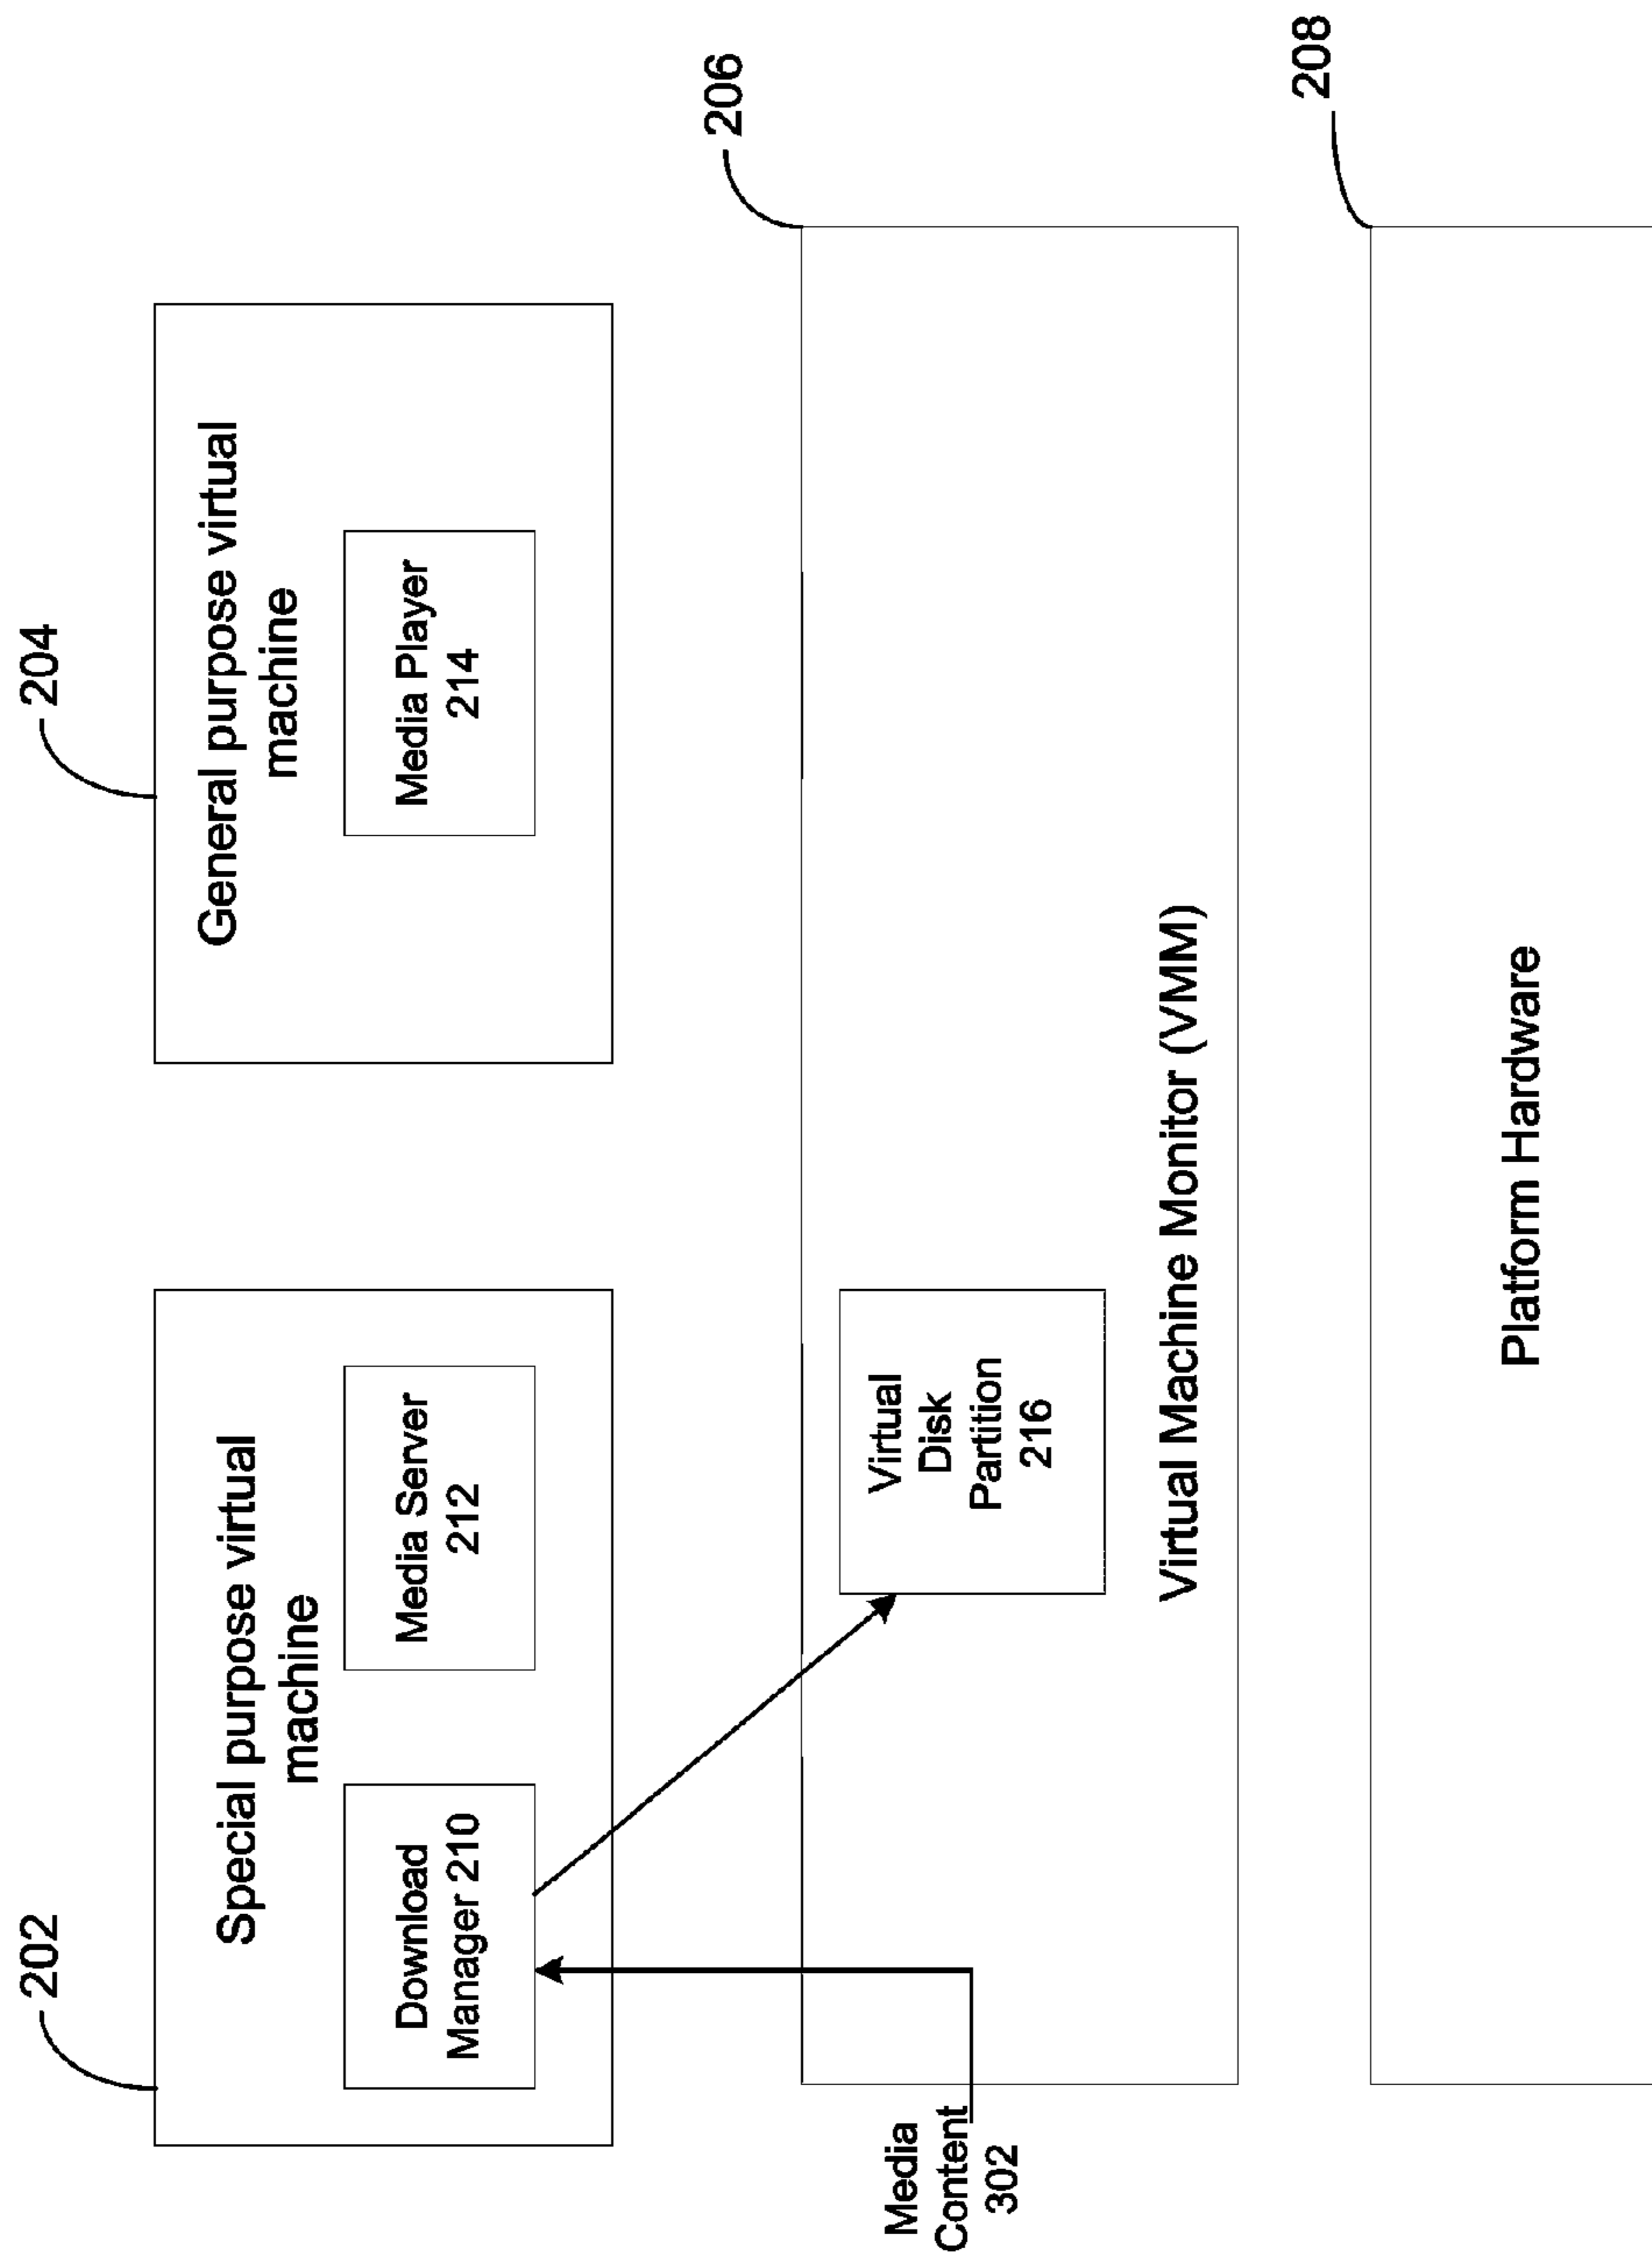 202
204
Special purpose virtual
machine
General purpose virtual
machine
Download
Manager 210
Media Server
212
Media Player
214
206
Media
Content
302
Virtual
Disk
Partition
216
Virtual Machine Monitor (VMM)
208
Platform Hardware